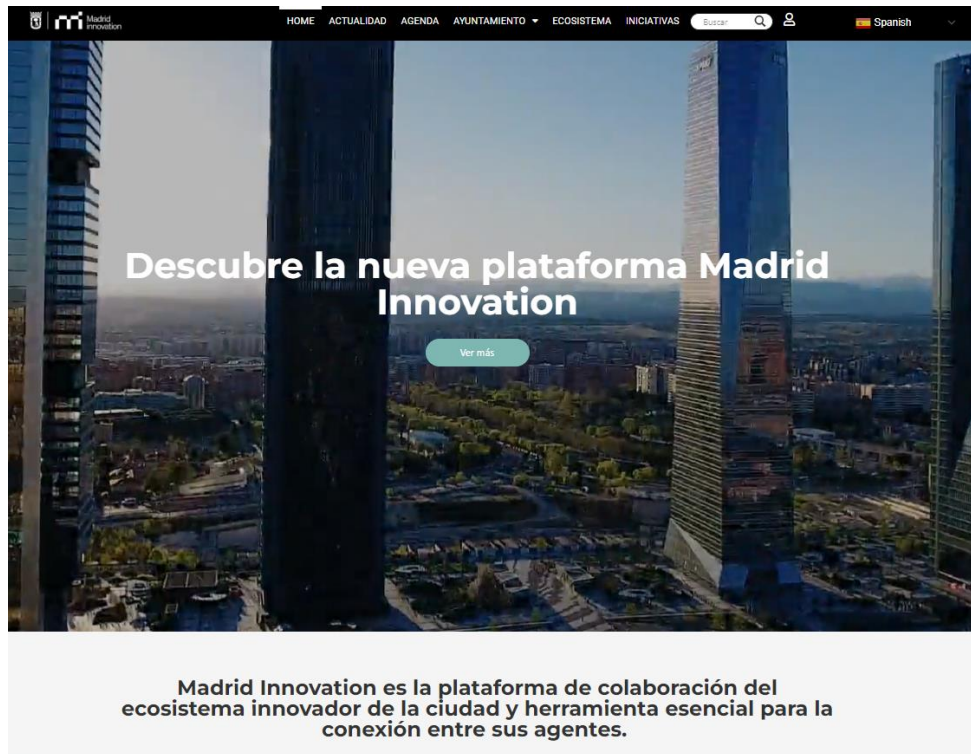 Madrid
innovation
HOME ACTUALIDAD AGENDA AYUNTAMIENTO ECOSISTEMA INICIATIVAS Buscar Spanish
Descubre la nueva plataforma Madrid
Innovation
Ver más
Madrid Innovation es la plataforma de colaboración del
ecosistema innovador de la ciudad y herramienta esencial para la
conexión entre sus agentes.